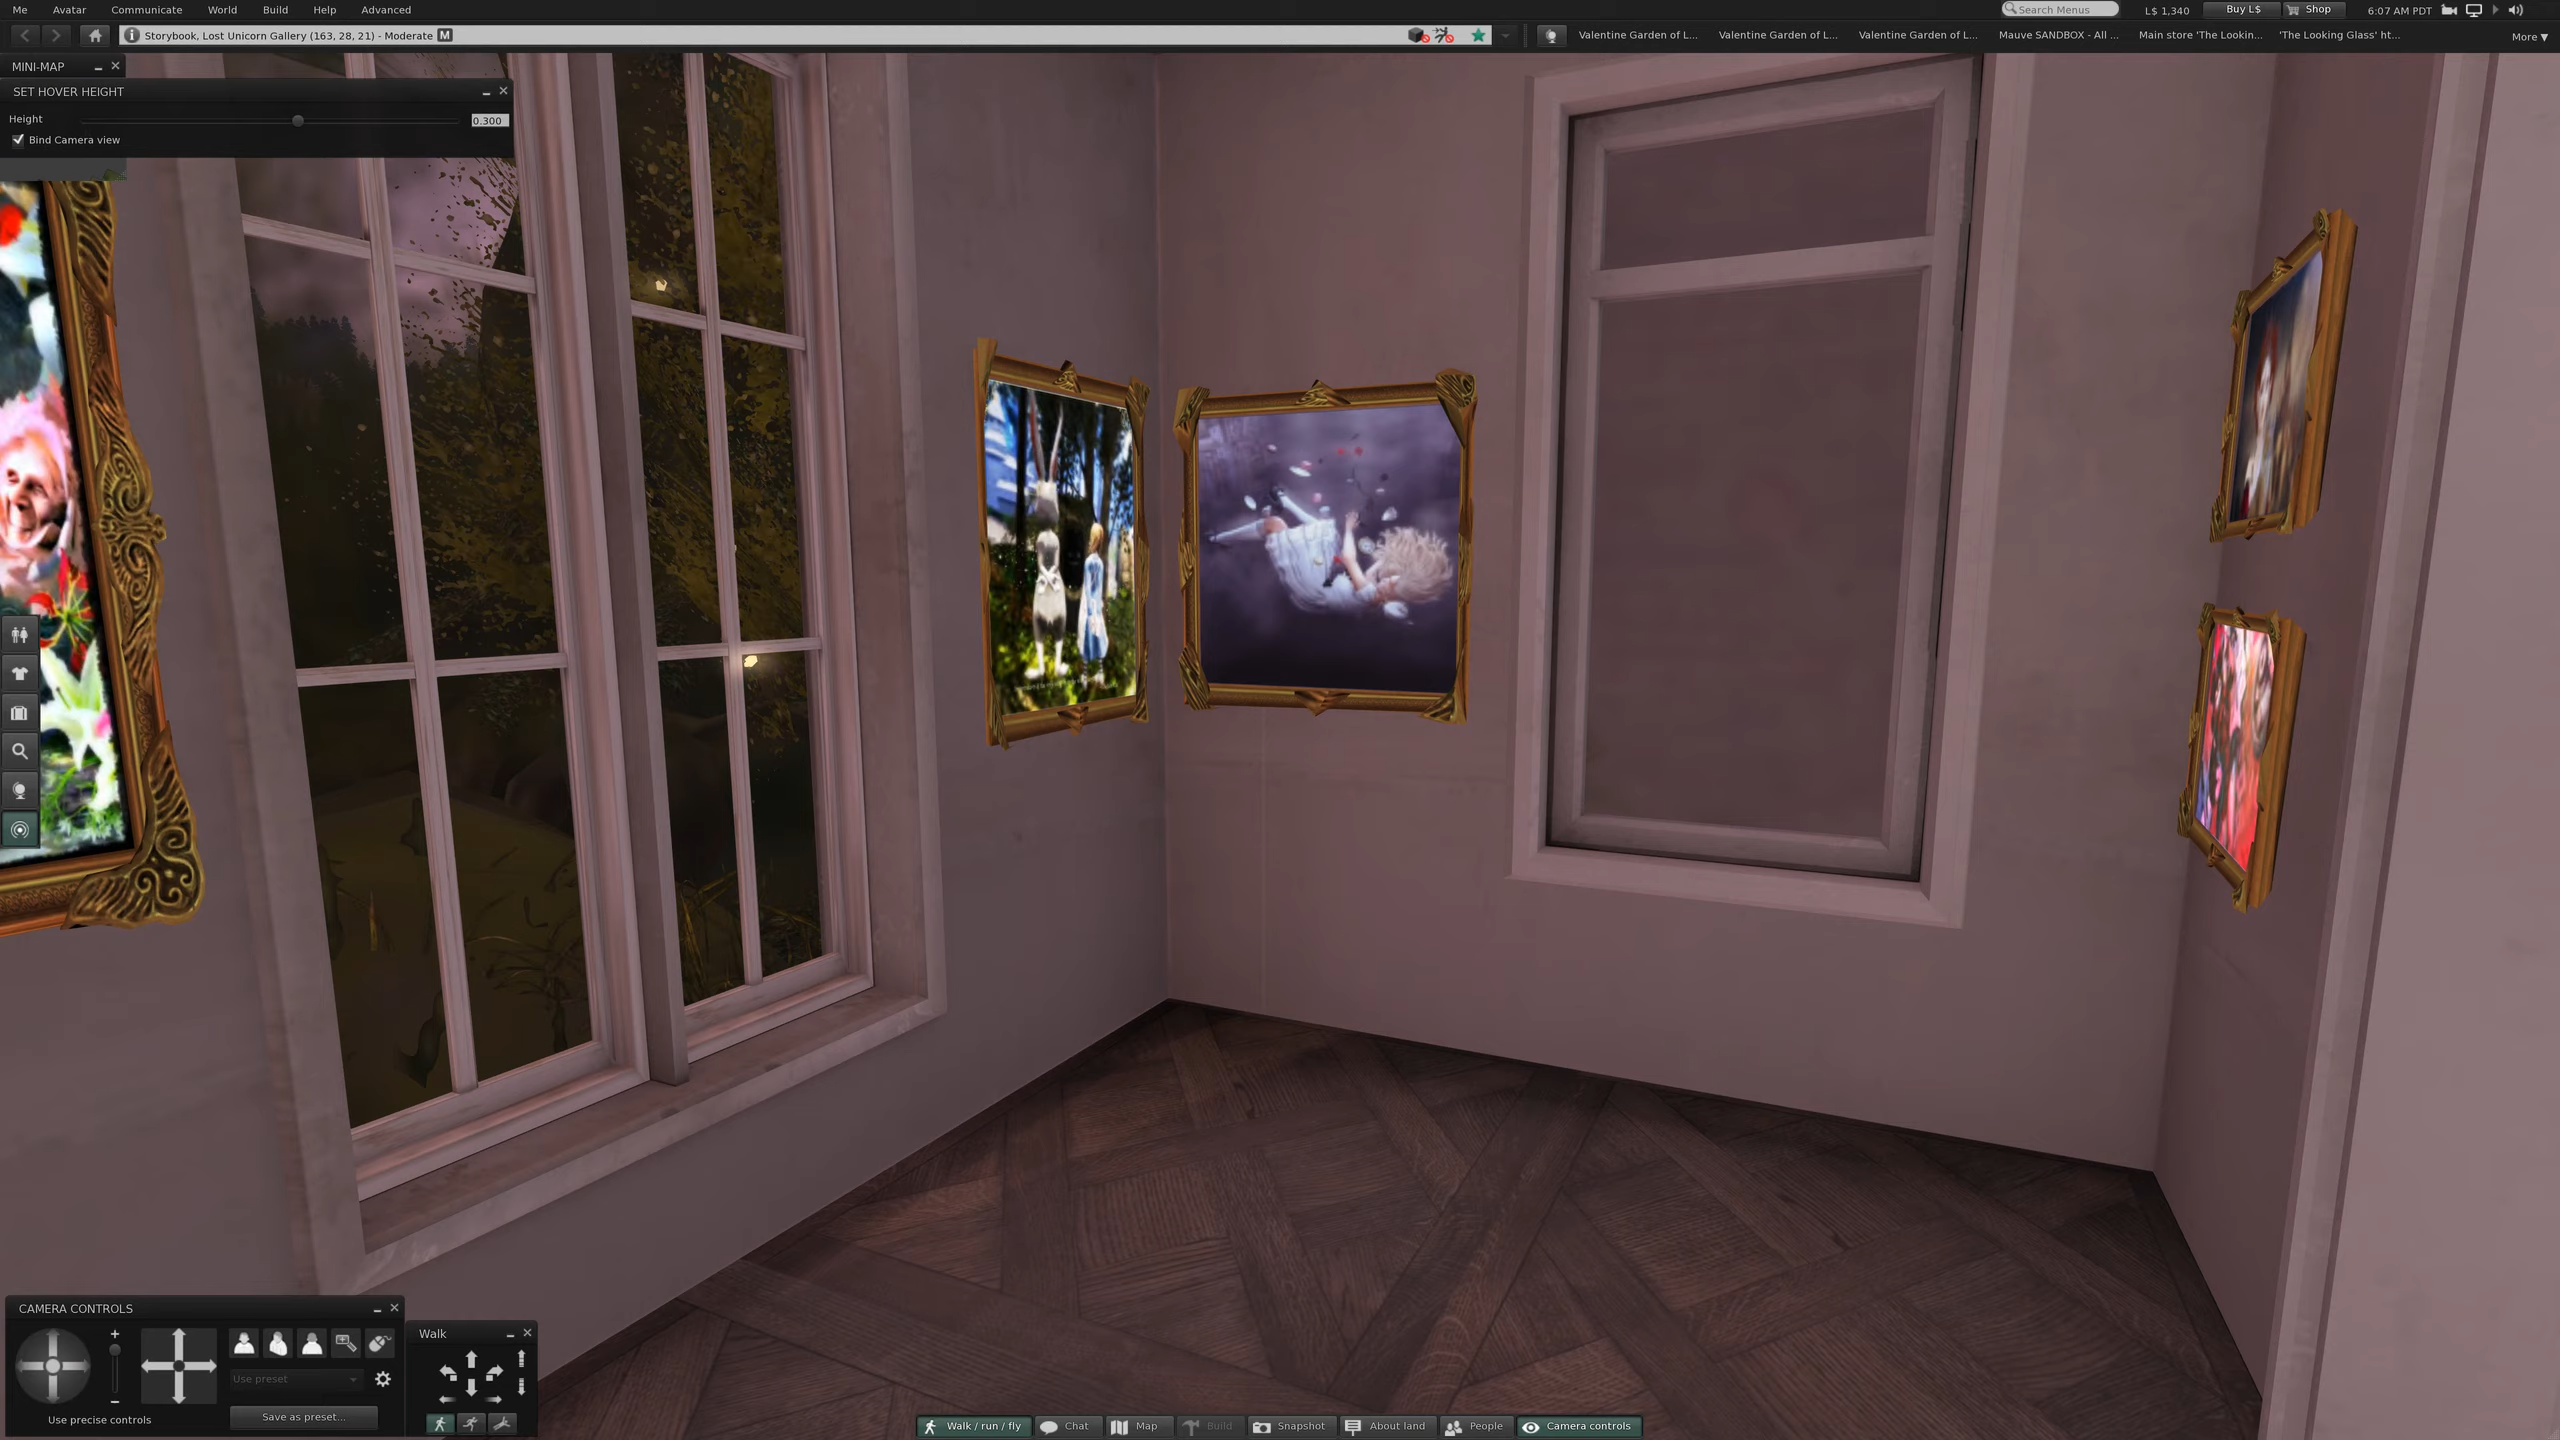 Me Avatar Communicate World Build Help Advanced
Search Menus
L$ 1,340
Buy L$
Shop
6:07 AM PDT
Storybook, Lost Unicorn Gallery (163, 28, 21) - Moderate M
Valentine Garden of L... Valentine Garden of L... Valentine Garden of L... Mauve SANDBOX - All ... Main store 'The Lookin... 'The Looking Glass' ht...
More
MINI-MAP
SET HOVER HEIGHT
Height 0.300
Bind Camera view
CAMERA CONTROLS
Use preset
Use precise controls
Save as preset...
Walk
Walk / run / fly Chat Map Build Snapshot About land People Camera controls